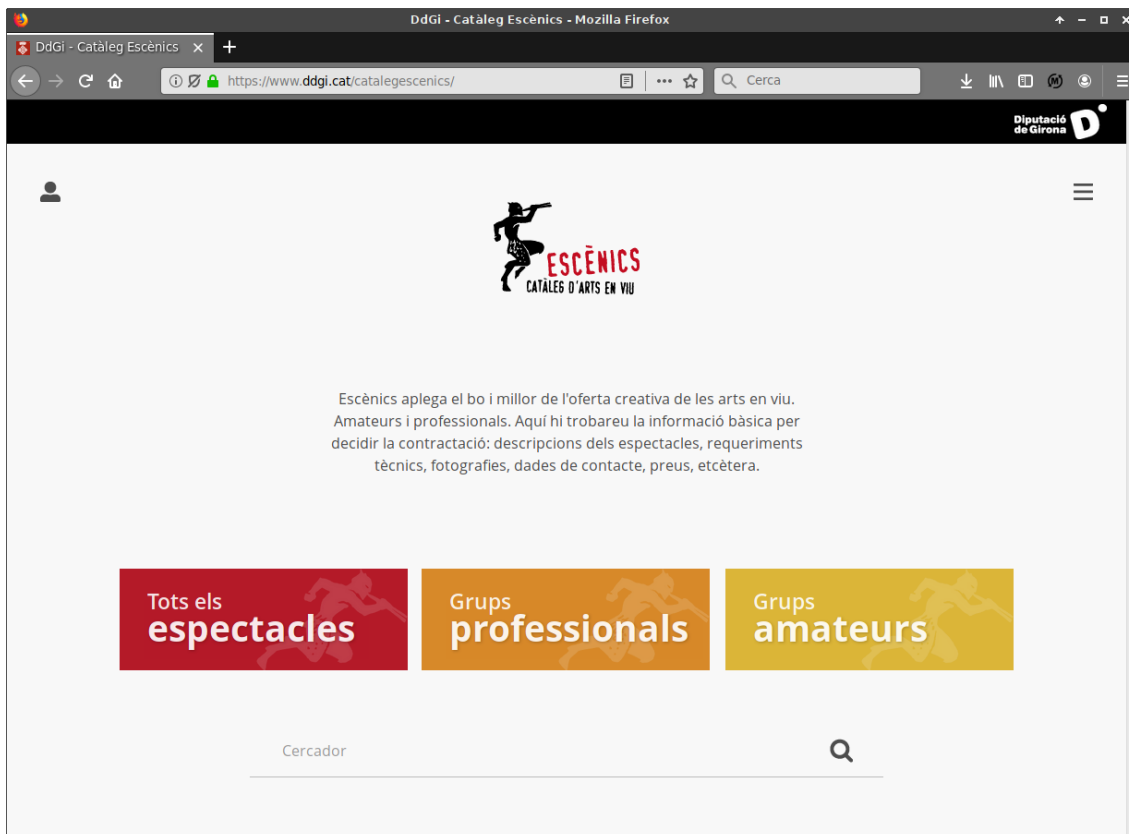 DdGi - Catàleg Escènics - Mozilla Firefox
DdGi - Catàleg Escènics
https://www.ddgi.cat/catalegescenics/
Cerca
Diputació
de Girona
ESCÈNICS
CATÀLEG D'ARTS EN VIU
Escènics aplega el bo i millor de l'oferta creativa de les arts en viu.
Amateurs i professionals. Aquí hi trobareu la informació bàsica per
decidir la contractació: descripcions dels espectacles, requeriments
tècnics, fotografies, dades de contacte, preus, etcètera.
Tots els
espectacles
Grups
professionals
Grups
amateurs
Cercador